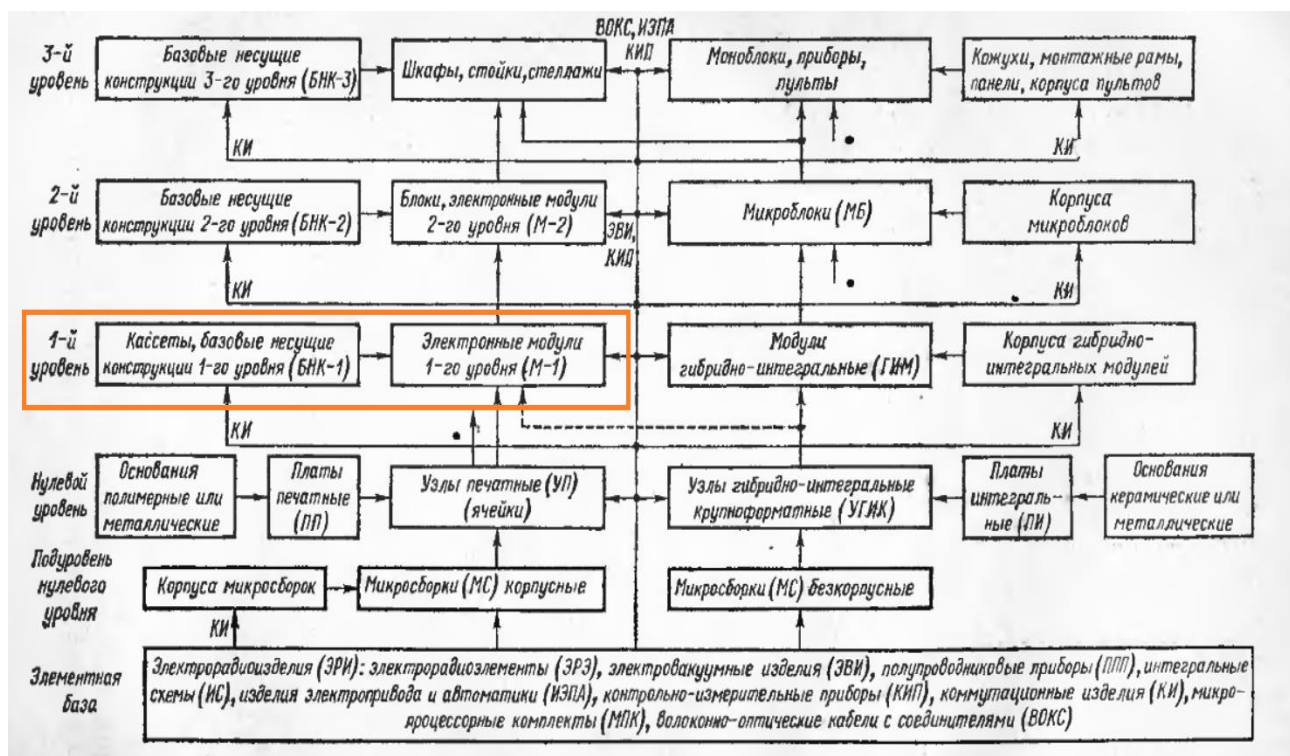 ВОКС, ИЭПА
КИП
3-й
уровень
Базовые несущие
конструкции 3-го уровня (БНК-3)
Шкафы, стойки, стеллажи
Моноблоки, приборы,
пульты
Кожухи, монтажные рамы,
панели, корпуса пультов
КИ
КИ
2-й
уровень
Базовые несущие
конструкции 2-го уровня (БНК-2)
Блоки, электронные модули
2-го уровня (М-2)
Микроблоки (МБ)
Корпуса
микроблоков
ЭВИ,
КИП
КИ
КИ
1-й
уровень
Кассеты, базовые несущие
конструкции 1-го уровня (БНК-1)
Электронные модули
1-го уровня (М-1)
Модули
гибридно-интегральные (ГИМ)
Корпуса гибридно-
интегральных модулей
КИ
КИ
Нулевой
уровень
Основания
полимерные или
металлические
Платы
печатные
(ПП)
Узлы печатные (УП)
(ячейки)
Узлы гибридно-интегральные
крупноформатные (УГИК)
Платы
интеграль-
ные (ПИ)
Основания
керамические или
металлические
Подуровень
нулевого
уровня
Корпуса микросборок
Микросборки (МС) корпусные
Микросборки (МС) безкорпусные
КИ
Элементная
база
Электрорадиоизделия (ЭРИ): электрорадиоэлементы (ЭРЭ), электровакуумные изделия (ЭВИ), полупроводниковые приборы (ППП), интегральные
схемы (ИС), изделия электропривода и автоматики (ИЭПА), контрольно-измерительные приборы (КИП), коммутационные изделия (КИ), микро-
процессорные комплекты (МПК), волоконно-оптические кабели с соединителями (ВОКС)